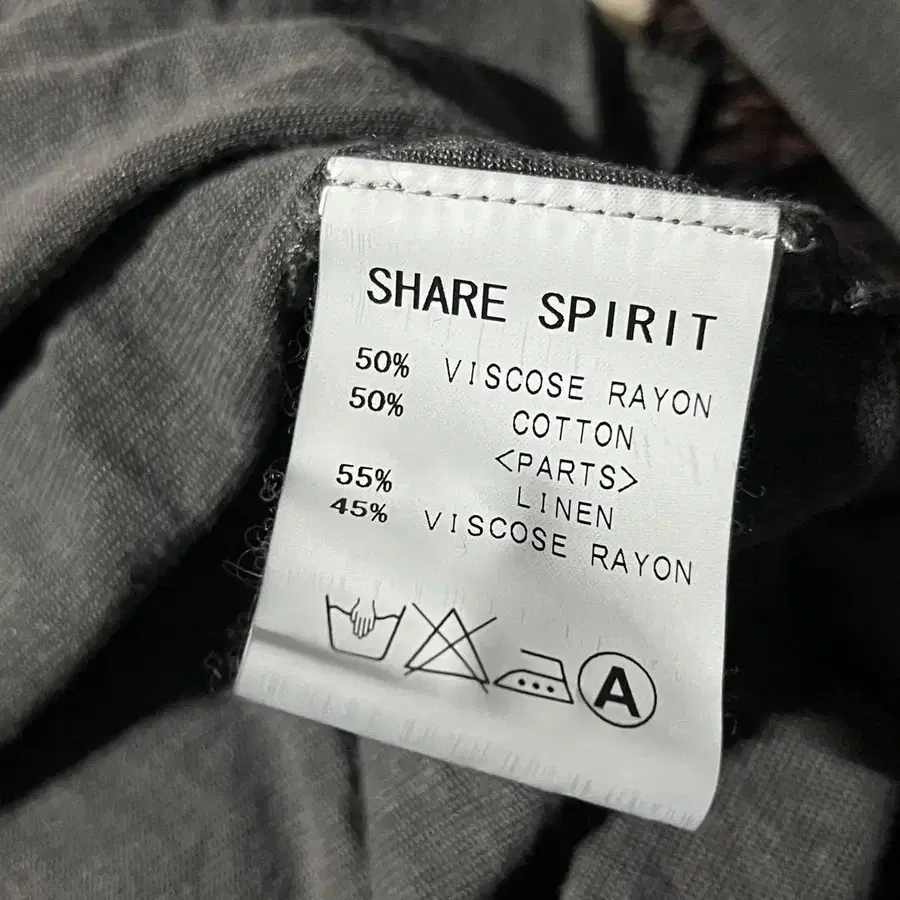 SHARE SPIRIT
50% VISCOSE RAYON
50% COTTON
<PARTS>
55% LINEN
45% VISCOSE RAYON
A